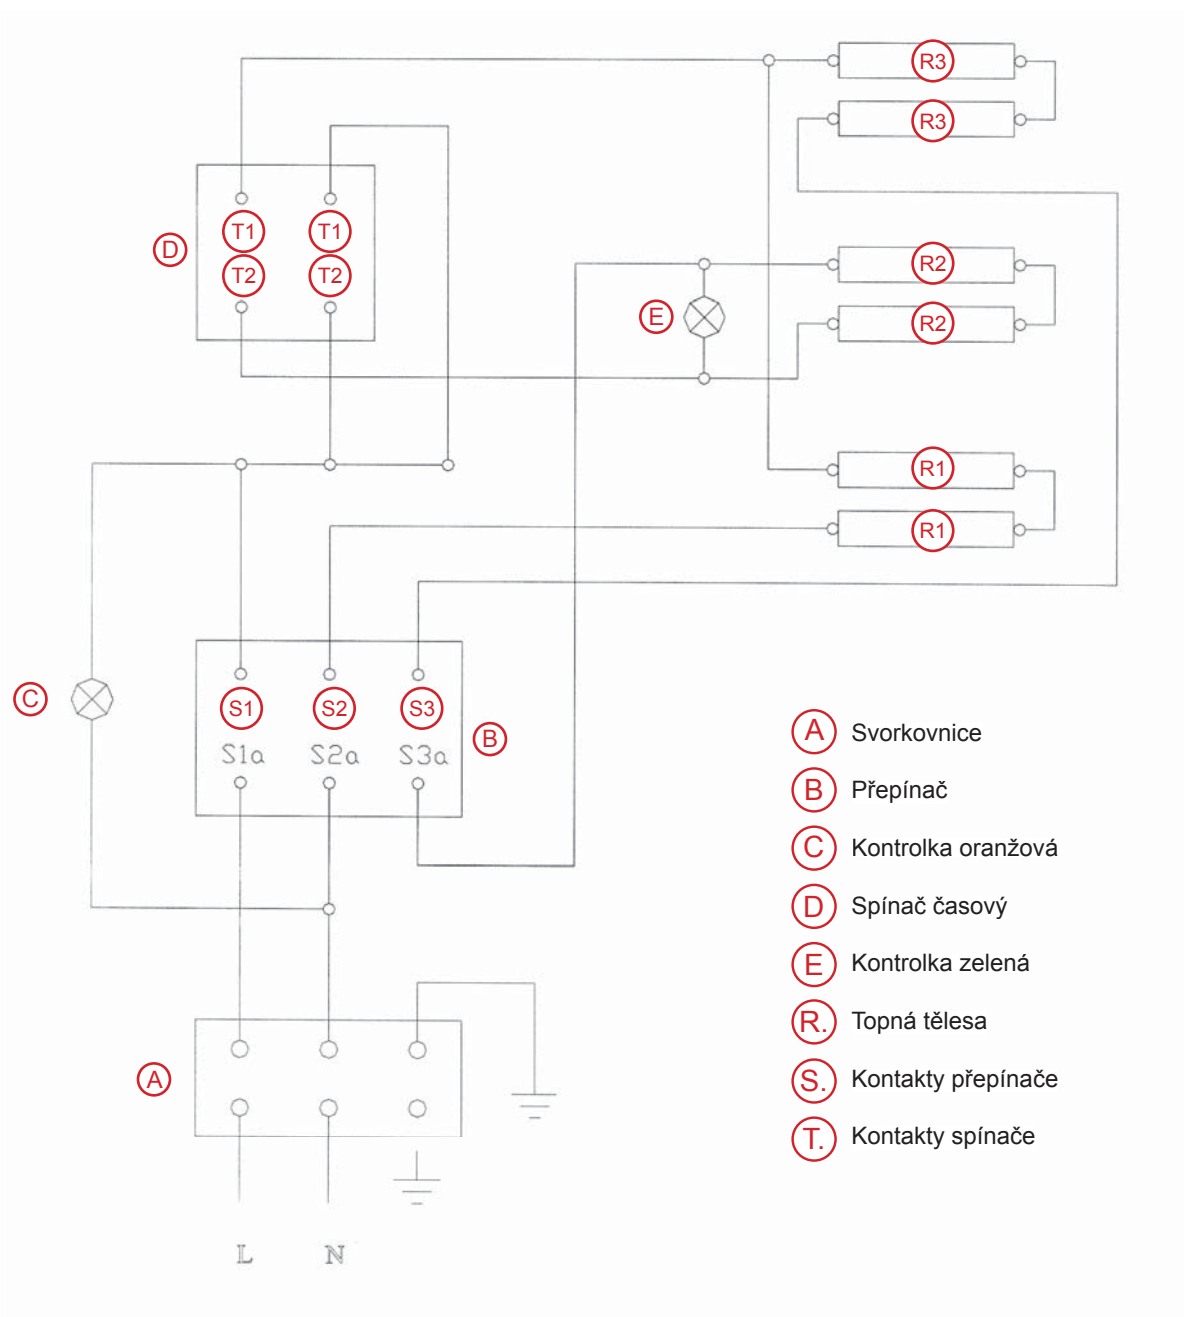 R3
R3
T1 T1
D
T2 T2
R2
E
R2
R1
R1
C
S1 S2 S3
B
S1a S2a S3a
A Svorkovnice
B Přepínač
C Kontrolka oranžová
D Spínač časový
E Kontrolka zelená
R. Topná tělesa
S. Kontakty přepínače
T. Kontakty spínače
A
L N